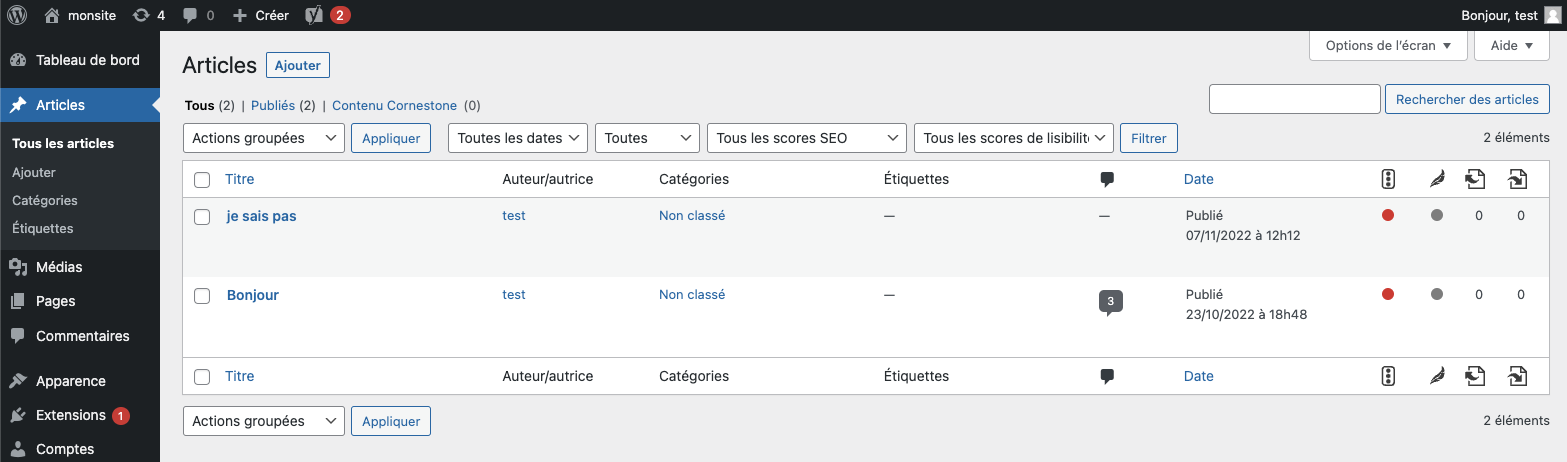 monsite 4 0 Créer 2 Bonjour, test
Tableau de bord
Articles
Tous les articles
Ajouter
Catégories
Étiquettes
Médias
Pages
Commentaires
Apparence
Extensions 1
Comptes
Options de l'écran Aide
Articles Ajouter
Tous (2) | Publiés (2) | Contenu Cornestone (0)
Rechercher des articles
Actions groupées Appliquer Toutes les dates Toutes Tous les scores SEO Tous les scores de lisibilit Filtrer 2 éléments
Titre Auteur/autrice Catégories Étiquettes Date
je sais pas test Non classé — — Publié 0 0
07/11/2022 à 12h12
Bonjour test Non classé — 3 Publié 0 0
23/10/2022 à 18h48
Titre Auteur/autrice Catégories Étiquettes Date
Actions groupées Appliquer 2 éléments